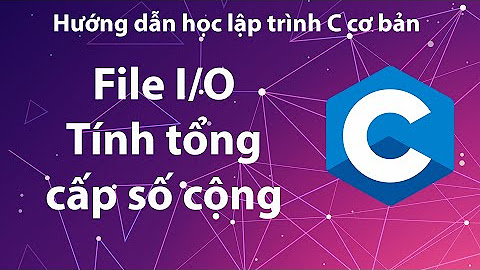 Hướng dẫn học lập trình C cơ bản
File I/O
Tính tổng
cấp số cộng
C